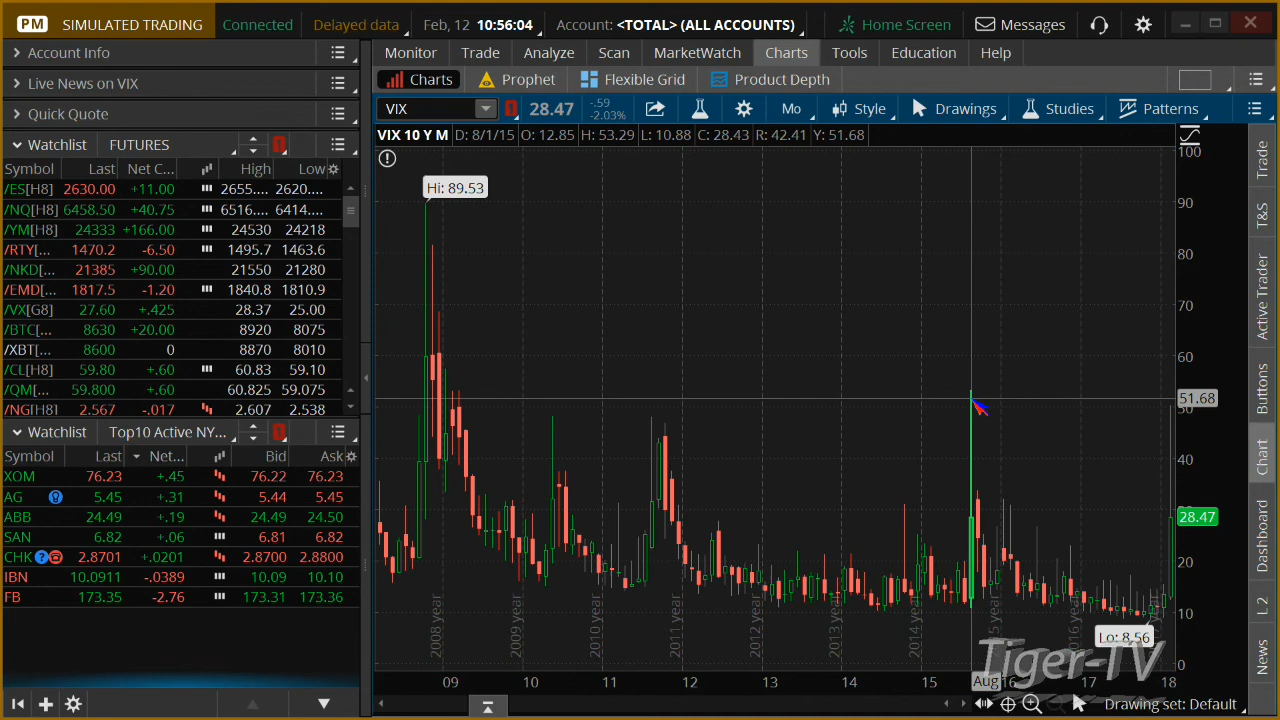 PM SIMULATED TRADING Connected Delayed data Feb, 12 10:56:04 Account: <TOTAL> (ALL ACCOUNTS) Home Screen Messages
Account Info
Live News on VIX
Quick Quote
Watchlist FUTURES
Symbol Last Net C... High Low
/ES[H8] 2630.00 +11.00 2655.... 2620....
/NQ[H8] 6458.50 +40.75 6516.... 6414....
/YM[H8] 24333 +166.00 24530 24218
/RTY[... 1470.2 -6.50 1495.7 1463.6
/NKD[... 21385 +90.00 21550 21280
/EMD[... 1817.5 -1.20 1840.8 1810.9
/VX[G8] 27.60 +.425 28.37 25.00
/BTC[... 8630 +20.00 8920 8075
/XBT[... 8600 0 8870 8010
/CL[H8] 59.80 +.60 60.83 59.10
/QM[... 59.800 +.60 60.825 59.075
/NG[H8] 2.567 -.017 2.607 2.538
Watchlist Top10 Active NY...
Symbol Last Net... Bid Ask
XOM 76.23 +.45 76.22 76.23
AG 5.45 +.31 5.44 5.45
ABB 24.49 +.19 24.49 24.50
SAN 6.82 +.06 6.81 6.82
CHK 2.8701 +.0201 2.8700 2.8800
IBN 10.0911 -.0389 10.09 10.10
FB 173.35 -2.76 173.31 173.36
Monitor Trade Analyze Scan MarketWatch Charts Tools Education Help
Charts Prophet Flexible Grid Product Depth
VIX 28.47 -.59 -2.03% Mo Style Drawings Studies Patterns
VIX 10 Y M D: 8/1/15 O: 12.85 H: 53.29 L: 10.88 C: 28.43 R: 42.41 Y: 51.68
Hi: 89.53
100
90
80
70
60
51.68
50
40
28.47
20
10
0
Lo: 8.56
2008 year 2009 year 2010 year 2011 year 2012 year 2013 year 2014 year 2015 year 2016 year
09 10 11 12 13 14 15 Aug 16 17 18
Tiger-TV
Drawing set: Default
Trade
T&S
Active Trader
Buttons
Chart
Dashboard
L 2
News